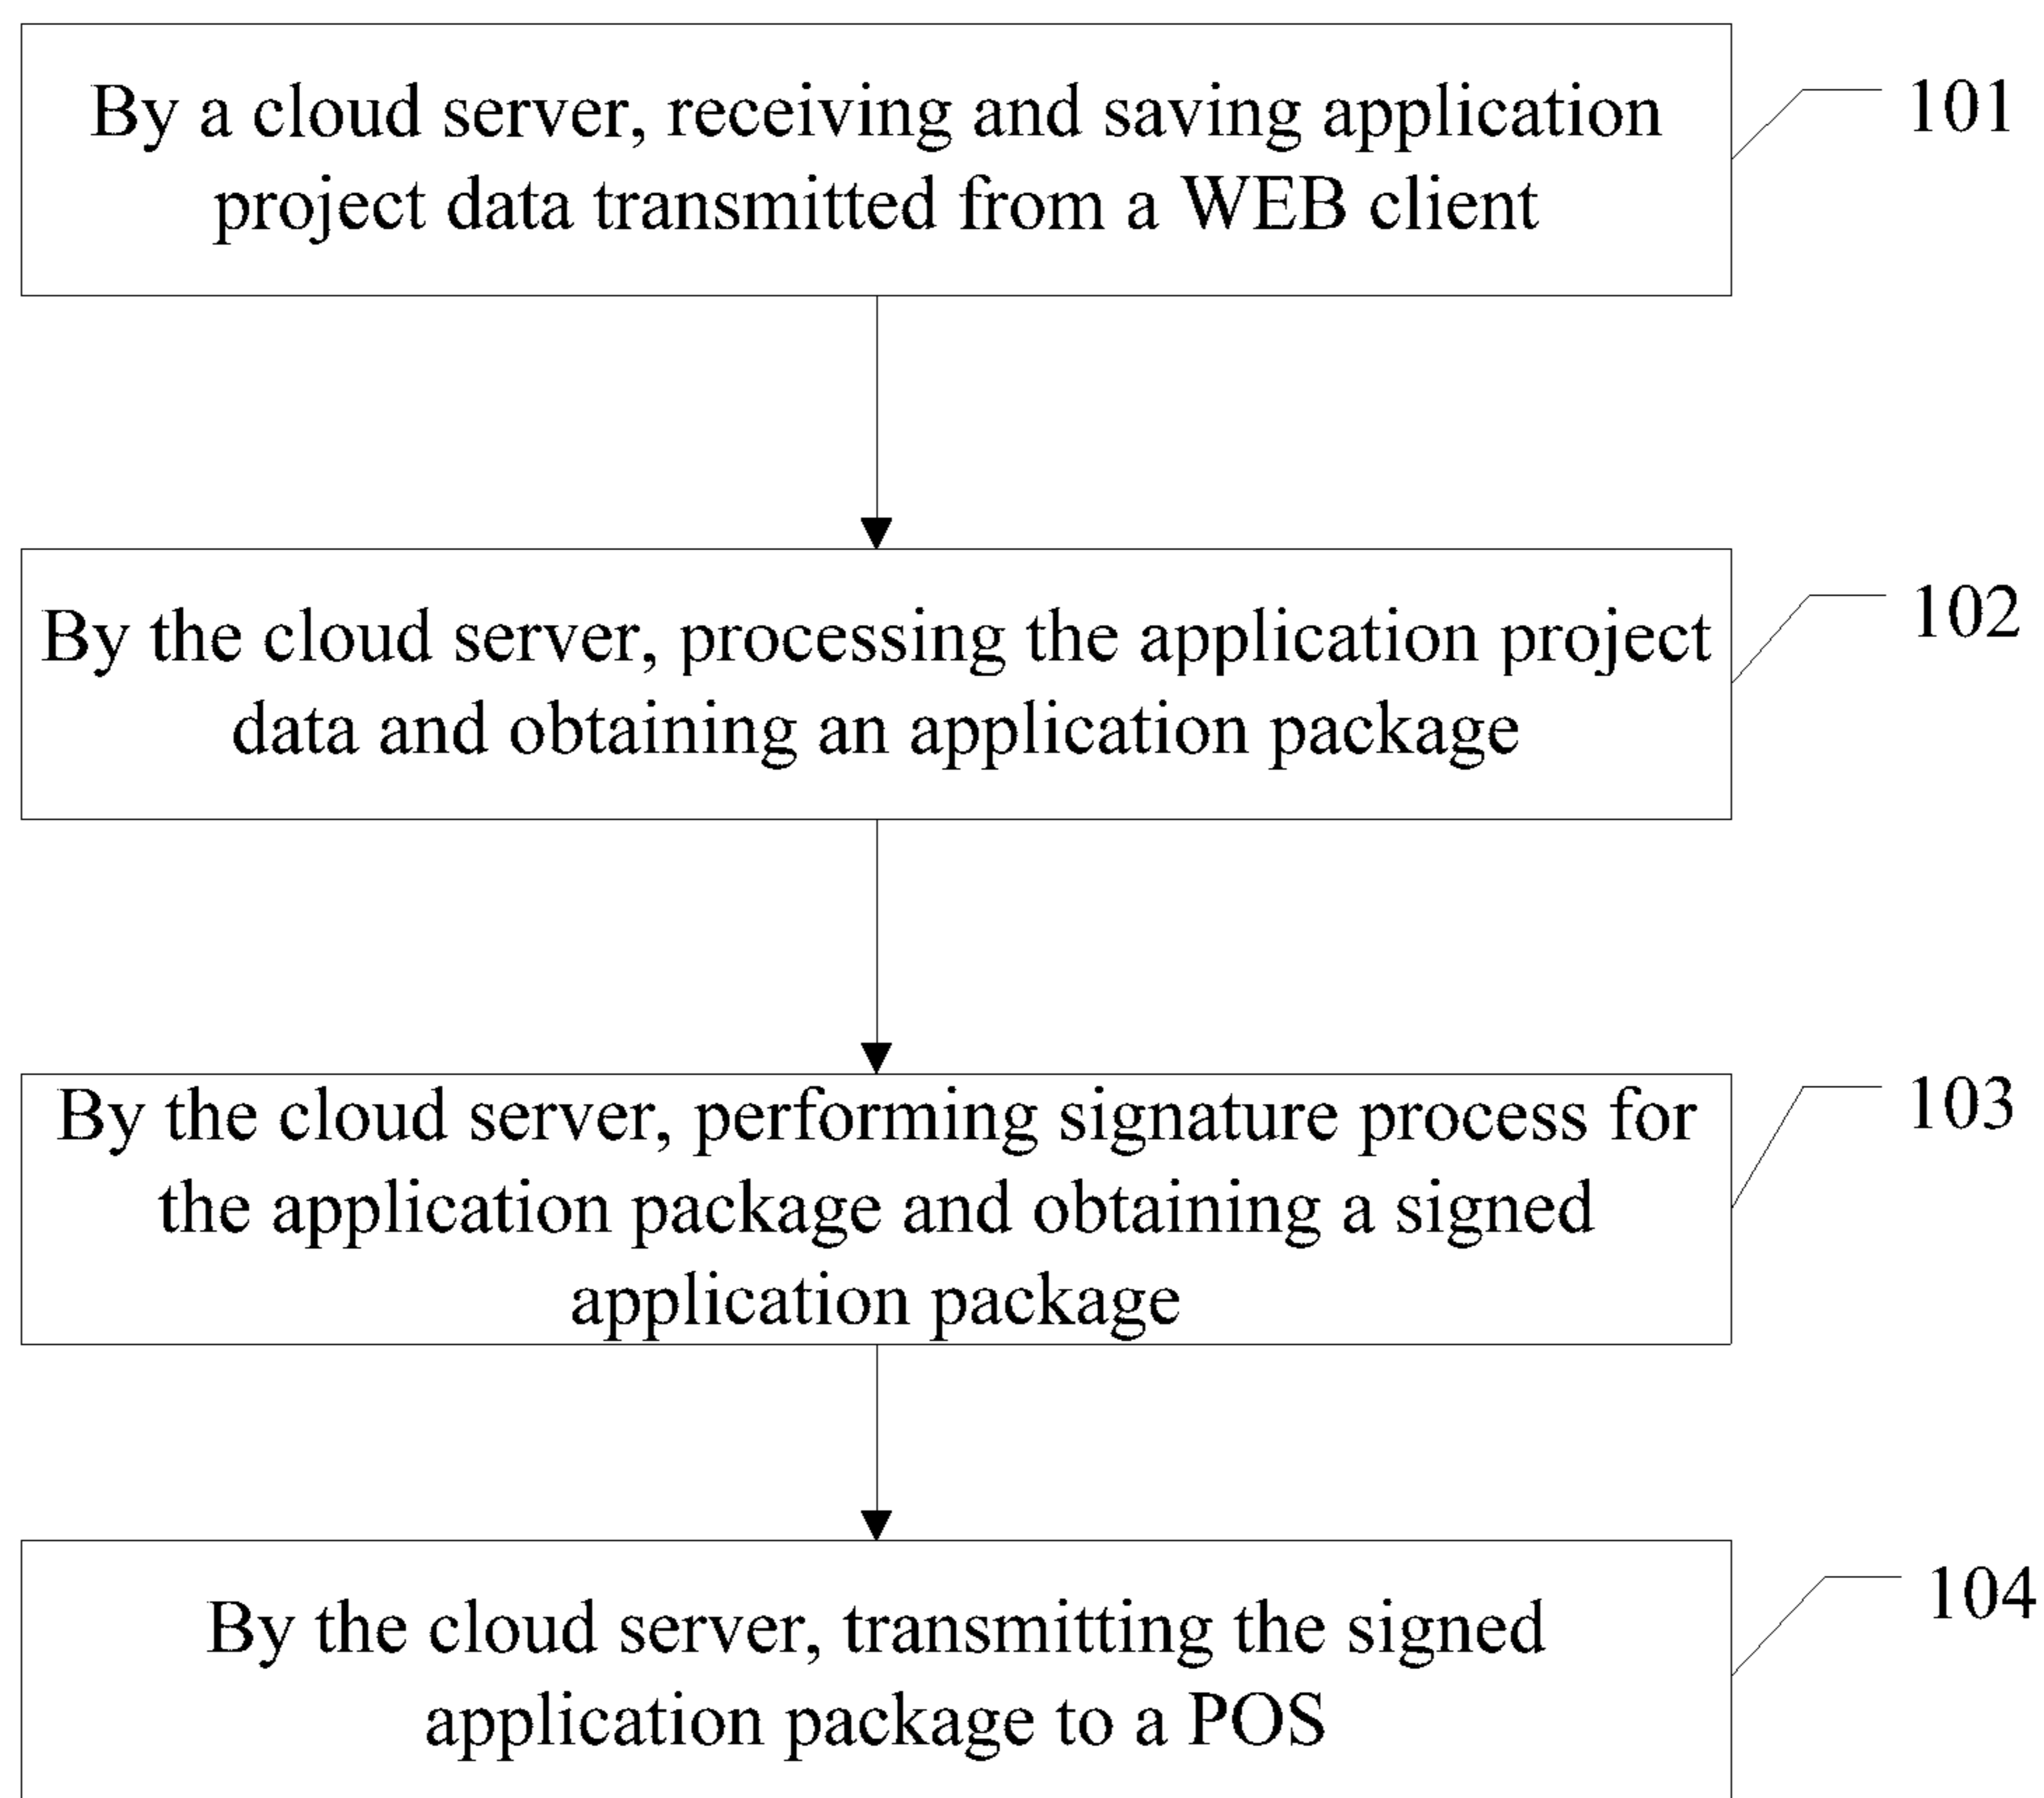 By a cloud server, receiving and saving application
project data transmitted from a WEB client
101
By the cloud server, processing the application project
data and obtaining an application package
102
By the cloud server, performing signature process for
the application package and obtaining a signed
application package
103
By the cloud server, transmitting the signed
application package to a POS
104